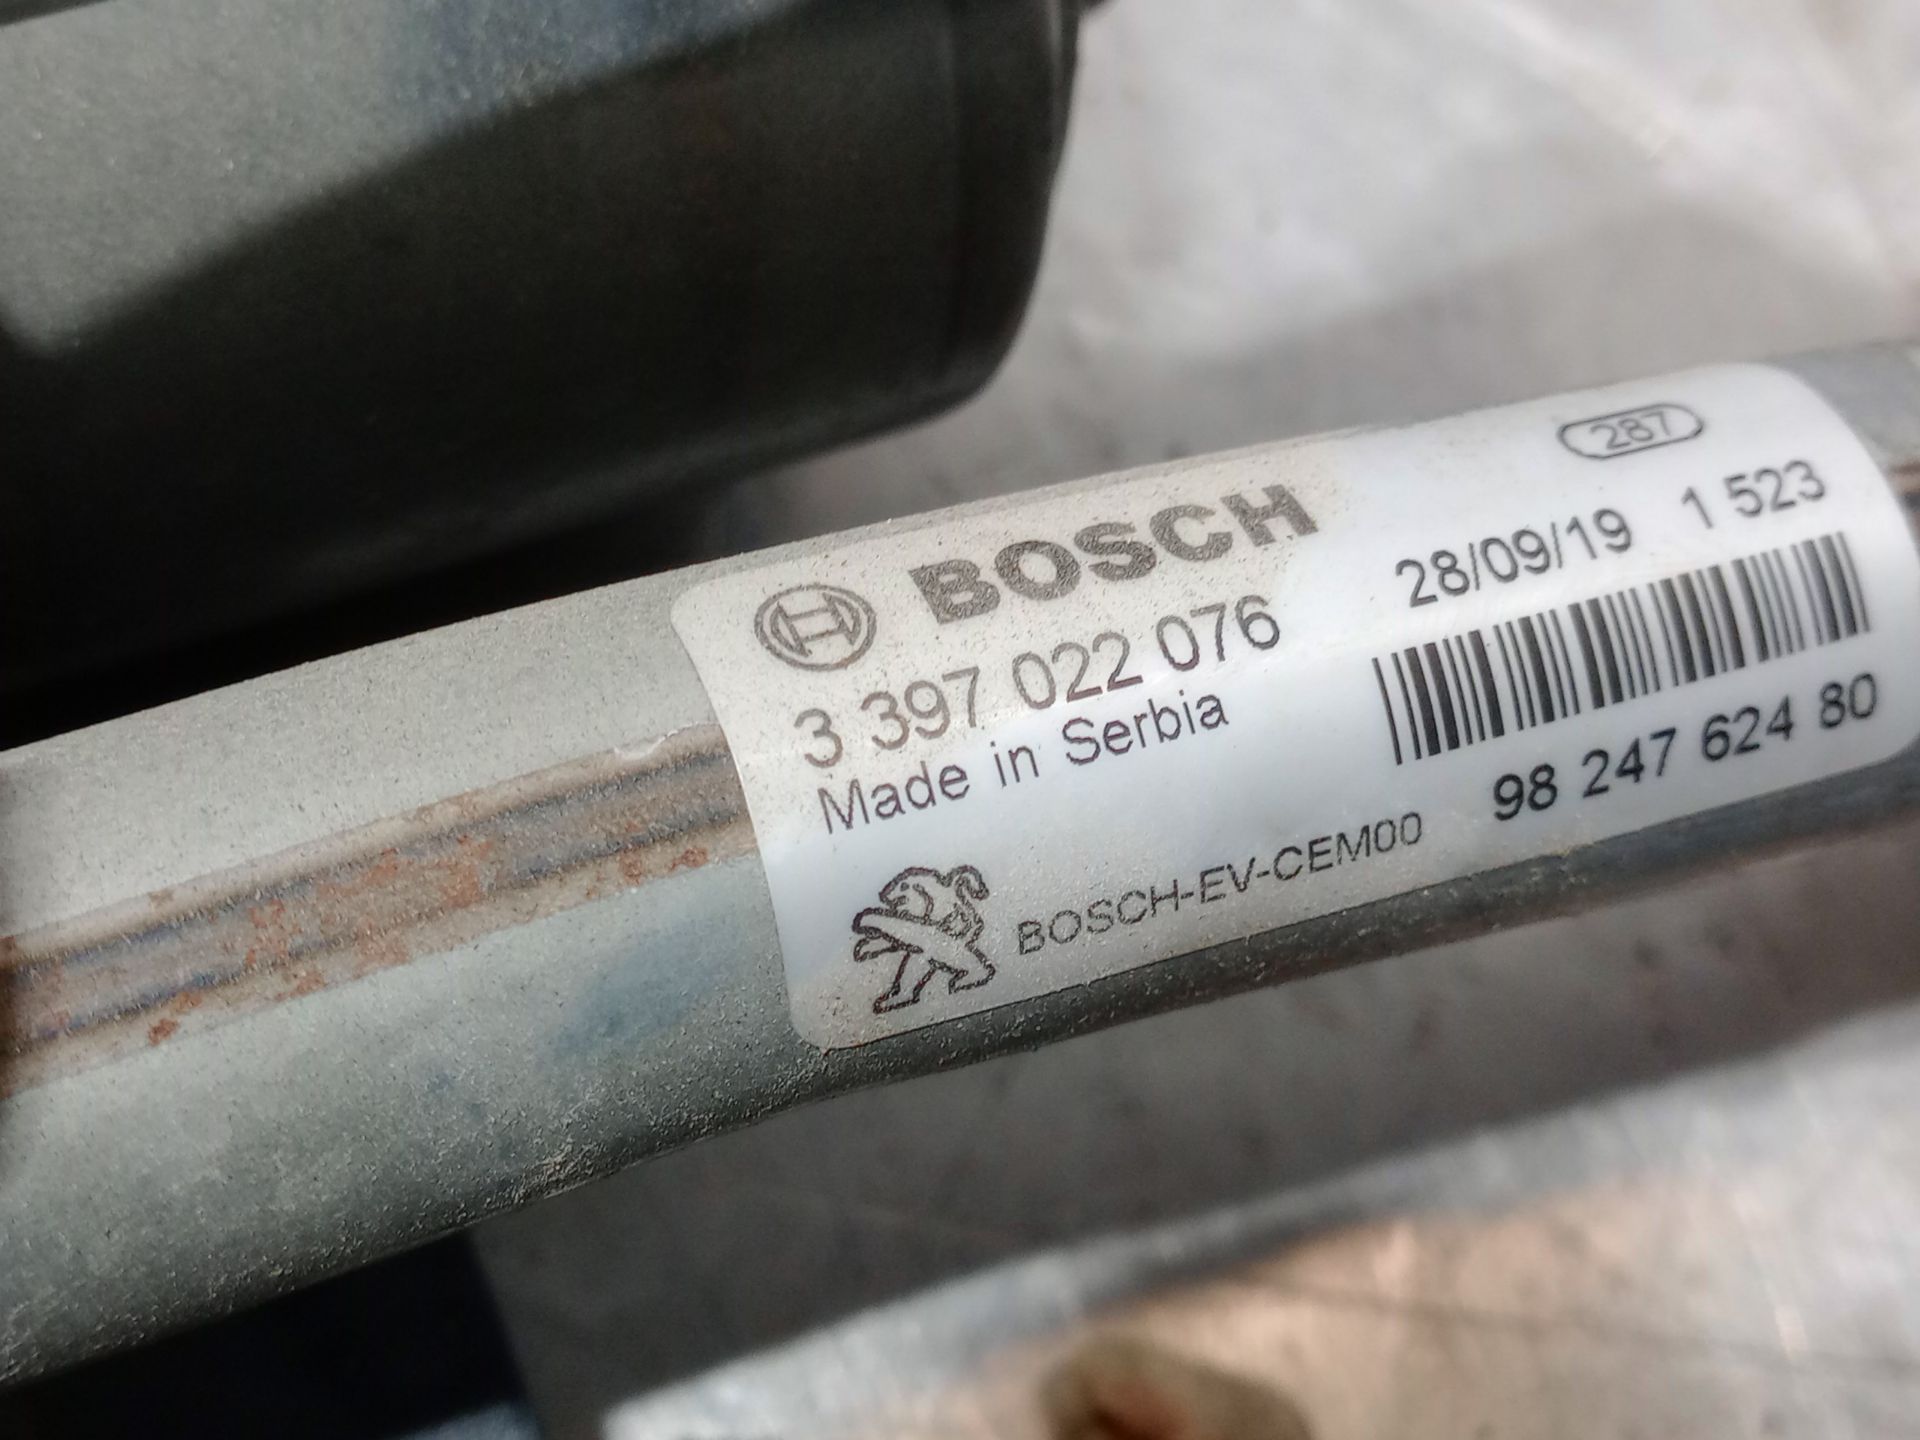 287
BOSCH
28/09/19 1 523
3 397 022 076
Made in Serbia
98 247 624 80
BOSCH-EV-CEM00